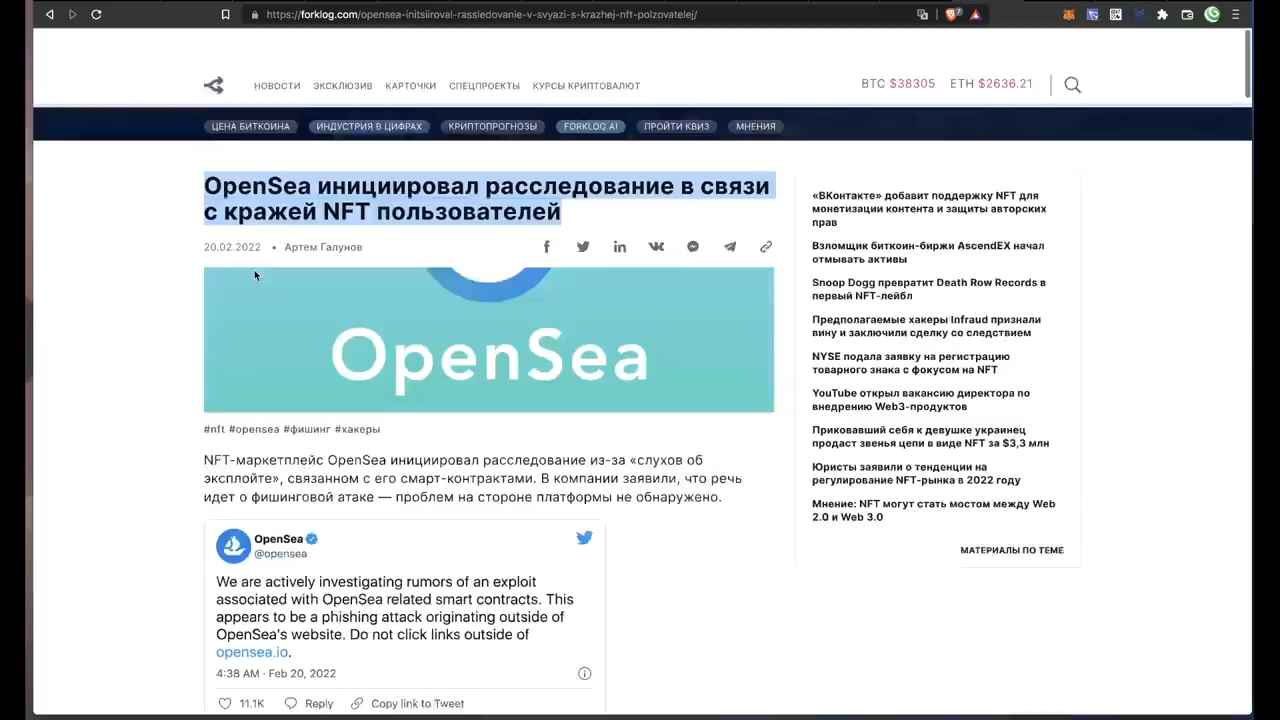 https://forklog.com/opensea-initsiiroval-rassledovanie-v-svyazi-s-krazhej-nft-polzovatelej/
7
НОВОСТИ ЭКСКЛЮЗИВ КАРТОЧКИ СПЕЦПРОЕКТЫ КУРСЫ КРИПТОВАЛЮТ
BTC $38305 ETH $2636.21
ЦЕНА БИТКОИНА ИНДУСТРИЯ В ЦИФРАХ КРИПТОПРОГНОЗЫ FORKLOG AI ПРОЙТИ КВИЗ МНЕНИЯ
OpenSea инициировал расследование в связи
с кражей NFT пользователей
20.02.2022 • Артем Галунов
OpenSea
#nft #opensea #фишинг #хакеры
NFT-маркетплейс OpenSea инициировал расследование из-за «слухов об
эксплойте», связанном с его смарт-контрактами. В компании заявили, что речь
идет о фишинговой атаке — проблем на стороне платформы не обнаружено.
OpenSea
@opensea
We are actively investigating rumors of an exploit
associated with OpenSea related smart contracts. This
appears to be a phishing attack originating outside of
OpenSea's website. Do not click links outside of
opensea.io.
4:38 AM · Feb 20, 2022
11.1K Reply Copy link to Tweet
«ВКонтакте» добавит поддержку NFT для
монетизации контента и защиты авторских
прав
Взломщик биткоин-биржи AscendEX начал
отмывать активы
Snoop Dogg превратит Death Row Records в
первый NFT-лейбл
Предполагаемые хакеры Infraud признали
вину и заключили сделку со следствием
NYSE подала заявку на регистрацию
товарного знака с фокусом на NFT
YouTube открыл вакансию директора по
внедрению Web3-продуктов
Приковавший себя к девушке украинец
продаст звенья цепи в виде NFT за $3,3 млн
Юристы заявили о тенденции на
регулирование NFT-рынка в 2022 году
Мнение: NFT могут стать мостом между Web
2.0 и Web 3.0
МАТЕРИАЛЫ ПО ТЕМЕ